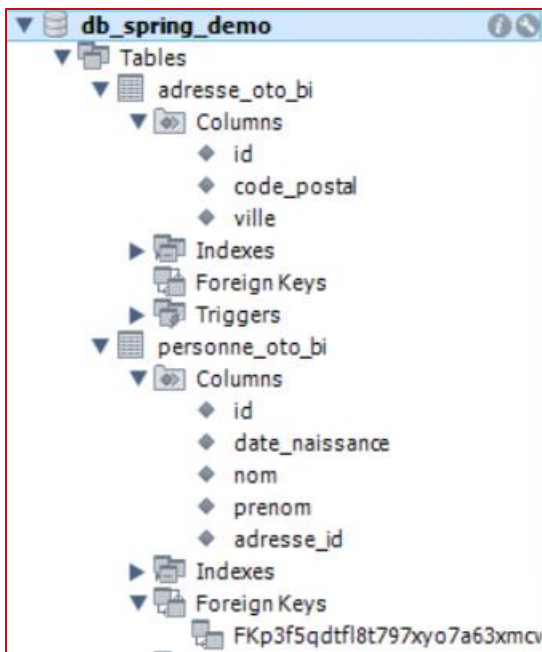 db_spring_demo
Tables
adresse_oto_bi
Columns
id
code_postal
ville
Indexes
Foreign Keys
Triggers
personne_oto_bi
Columns
id
date_naissance
nom
prenom
adresse_id
Indexes
Foreign Keys